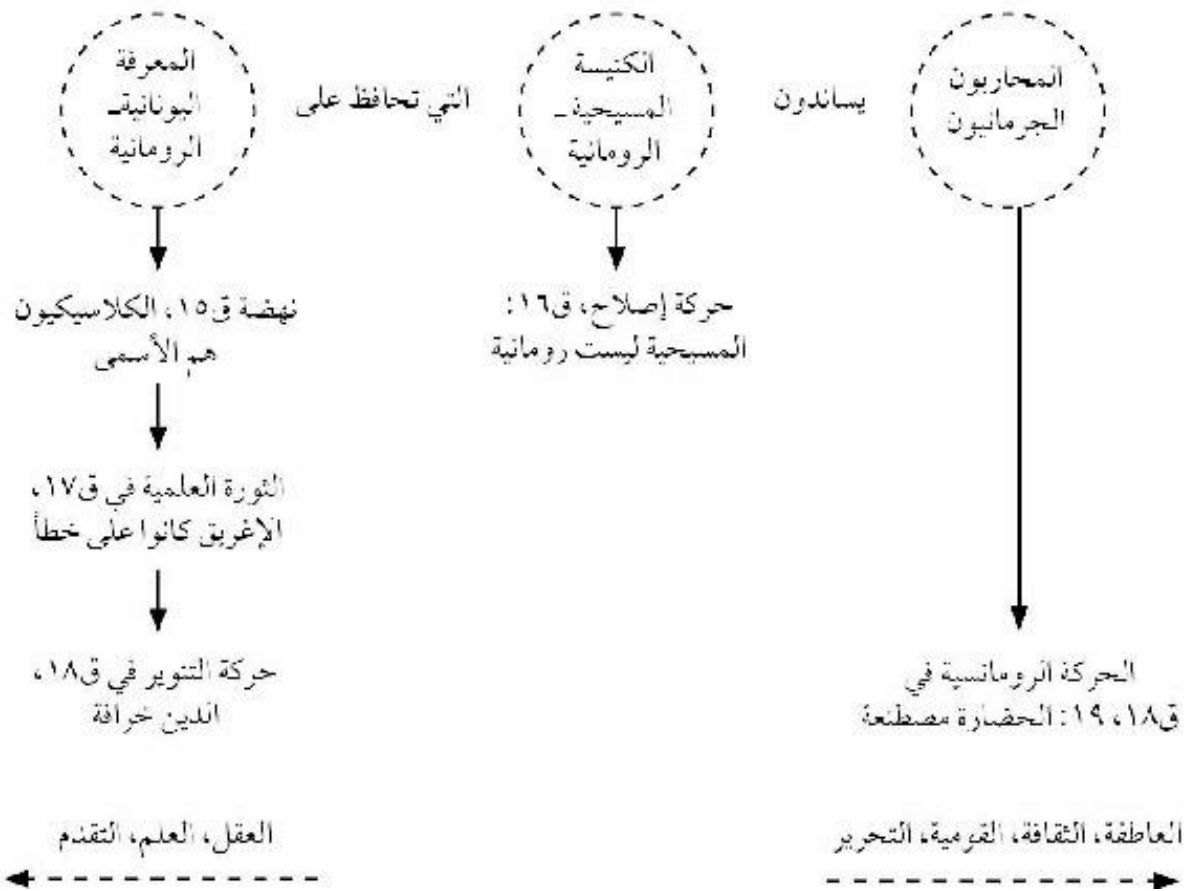 المحاربون
الجرمانيون
يساندون
الكنيسة
المسيحية ـ
الرومانية
التي تحافظ على
المعرفة
اليونانية ـ
الرومانية
حركة إصلاح، ق١٦:
المسيحية ليست رومانية
نهضة ق١٥، الكلاسيكيون
هم الأسمى
الثورة العلمية في ق١٧،
الإغريق كانوا على خطأ
الحركة الرومانسية في
ق١٨، ١٩: الحضارة مصطنعة
حركة التنوير في ق١٨،
الدين خرافة
العاطفة، الثقافة، القومية، التحرير
العقل، العلم، التقدم